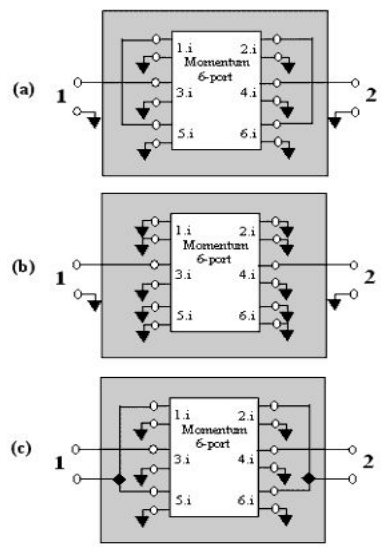 (a)
1
1.i 2.i
Momentum
6-port
3.i 4.i
5.i 6.i
2
(b)
1
1.i 2.i
Momentum
6-port
3.i 4.i
5.i 6.i
2
(c)
1
1.i 2.i
Momentum
6-port
3.i 4.i
5.i 6.i
2